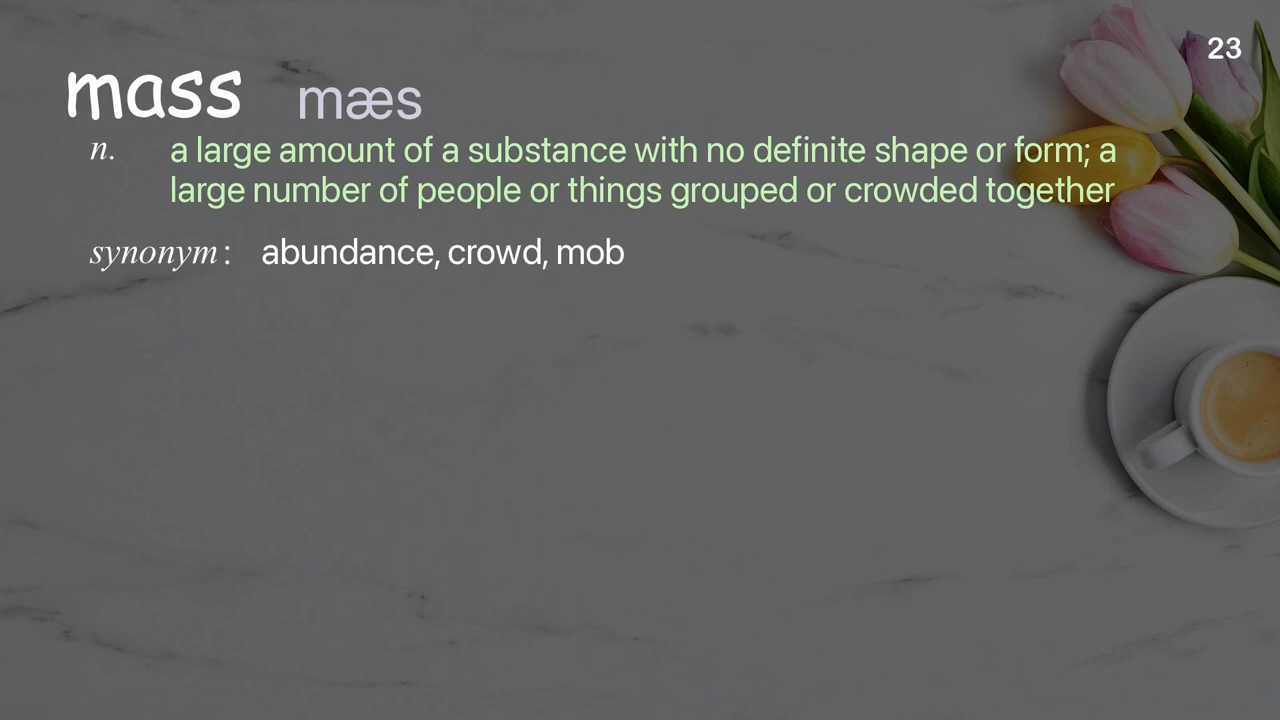 23
mass mæs
n. a large amount of a substance with no definite shape or form; a
large number of people or things grouped or crowded together
synonym: abundance, crowd, mob